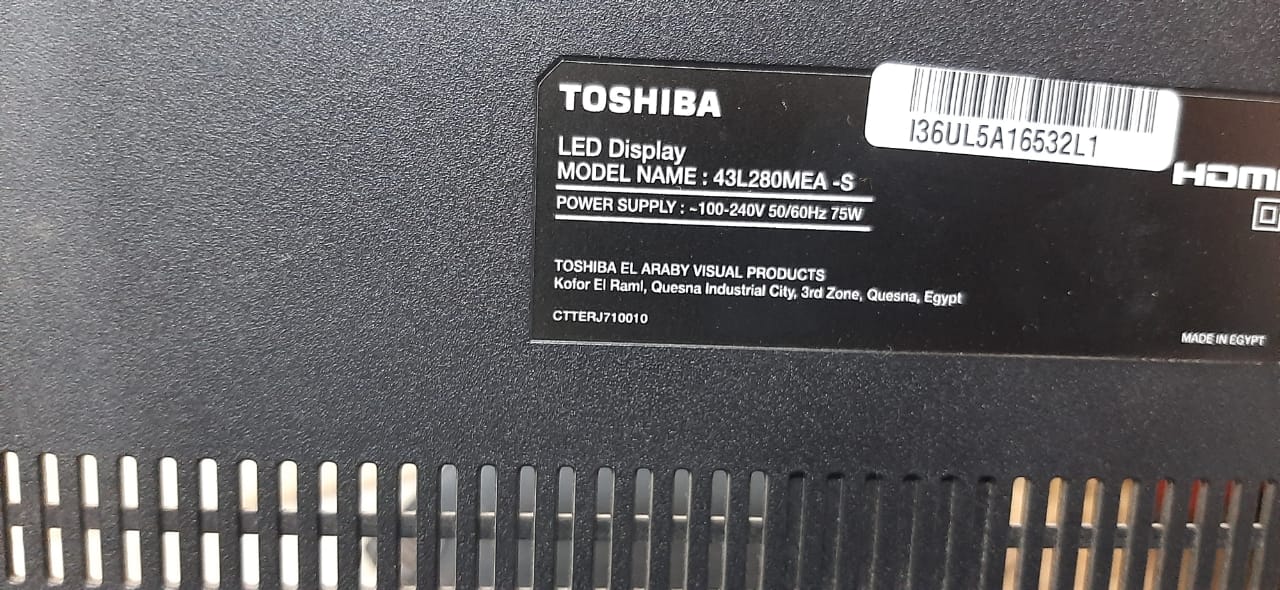 TOSHIBA
I36UL5A16532L1
LED Display
MODEL NAME : 43L280MEA -S
HDMI
POWER SUPPLY : ~100-240V 50/60Hz 75W
TOSHIBA EL ARABY VISUAL PRODUCTS
Kofor El Raml, Quesna Industrial City, 3rd Zone, Quesna, Egypt
CTTERJ710010
MADE IN EGYPT